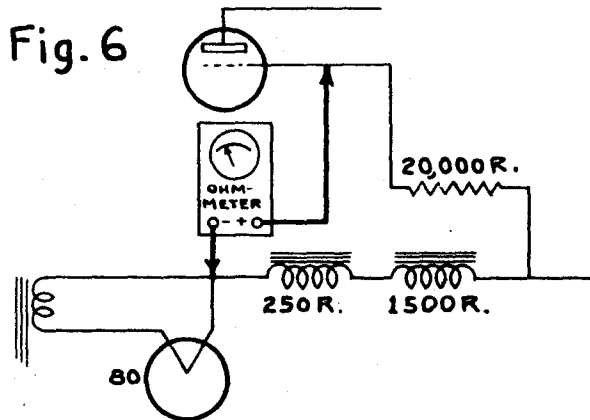 Fig. 6
OHM-
METER
- +
20,000 R.
250 R.
1500 R.
80